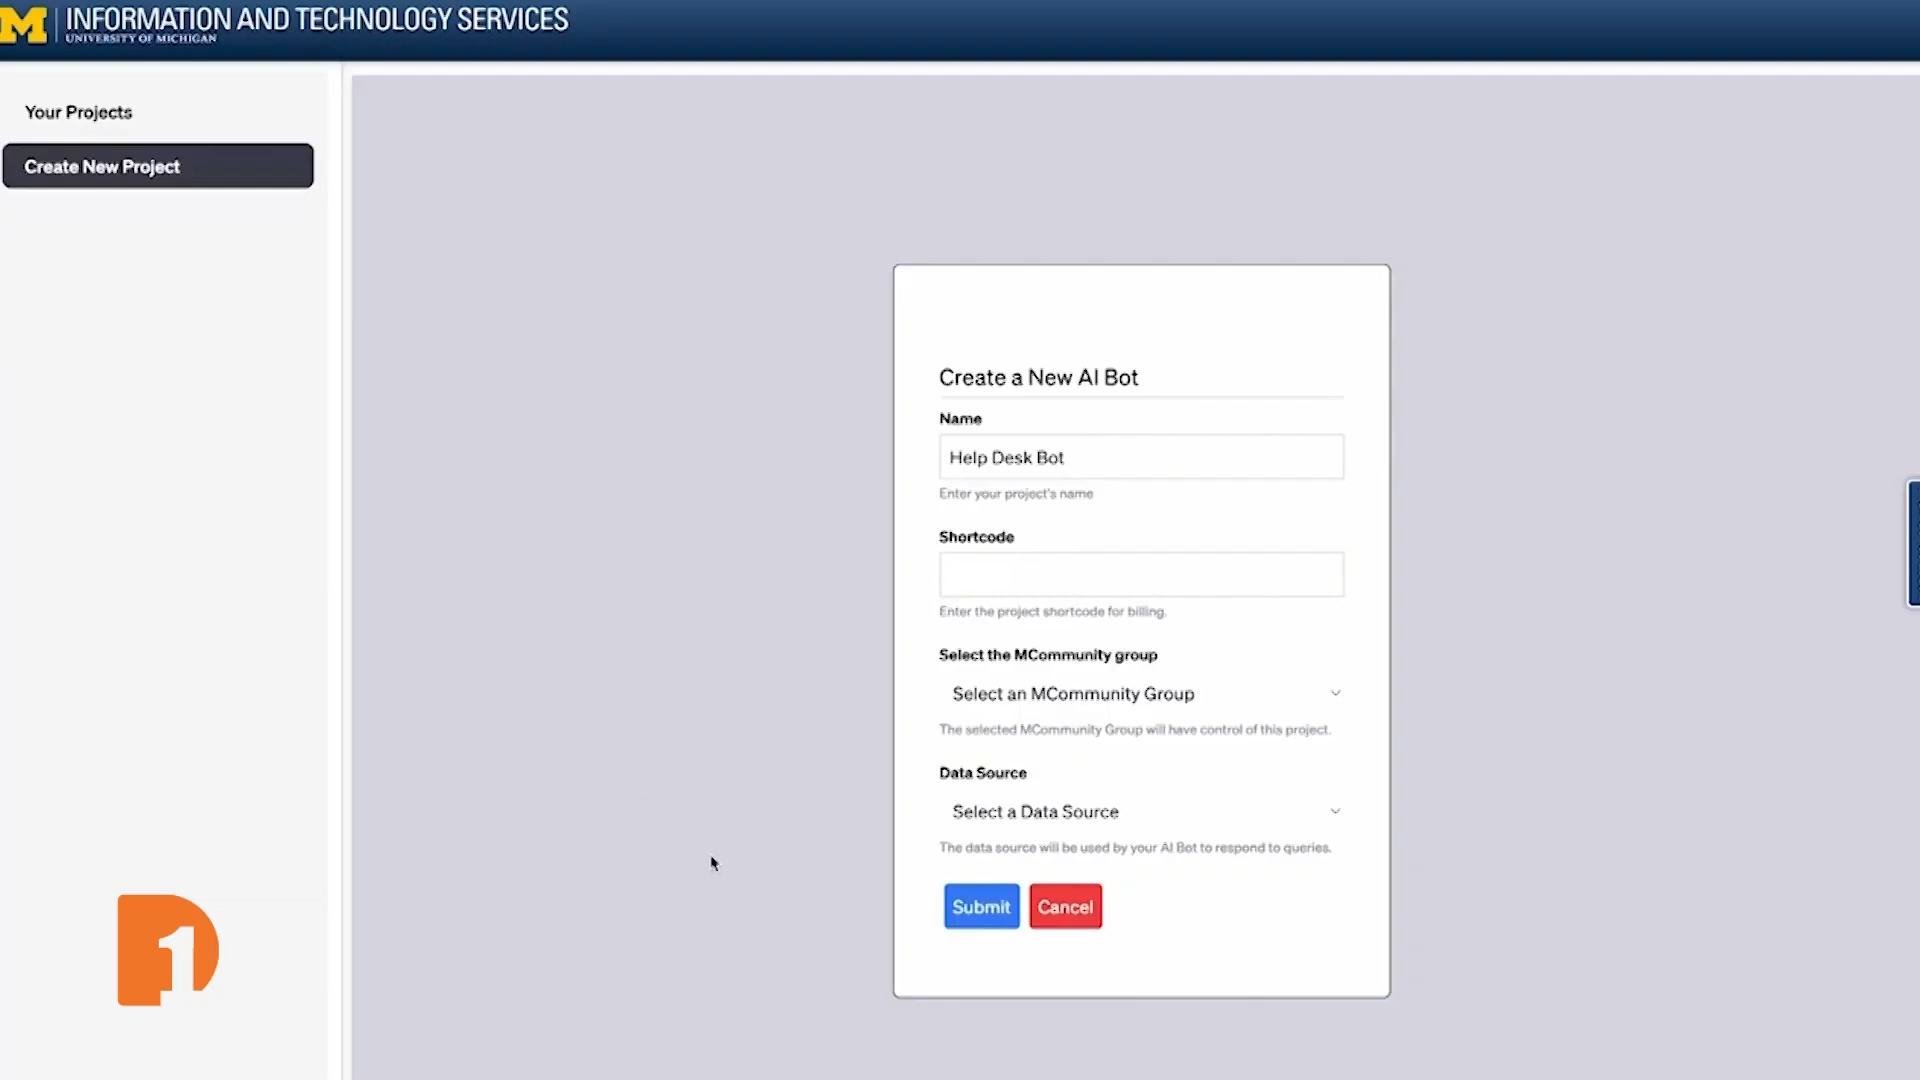 M INFORMATION AND TECHNOLOGY SERVICES
UNIVERSITY OF MICHIGAN
Your Projects
Create New Project
Create a New AI Bot
Name
Help Desk Bot
Enter your project's name
Shortcode
Enter the project shortcode for billing.
Select the MCommunity group
Select an MCommunity Group
The selected MCommunity Group will have control of this project.
Data Source
Select a Data Source
The data source will be used by your AI Bot to respond to queries.
Submit Cancel
D1